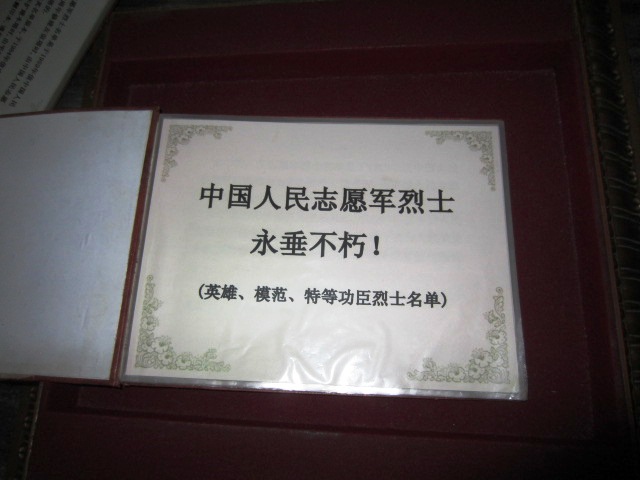 中国人民志愿军烈士
永垂不朽！
(英雄、模范、特等功臣烈士名单)